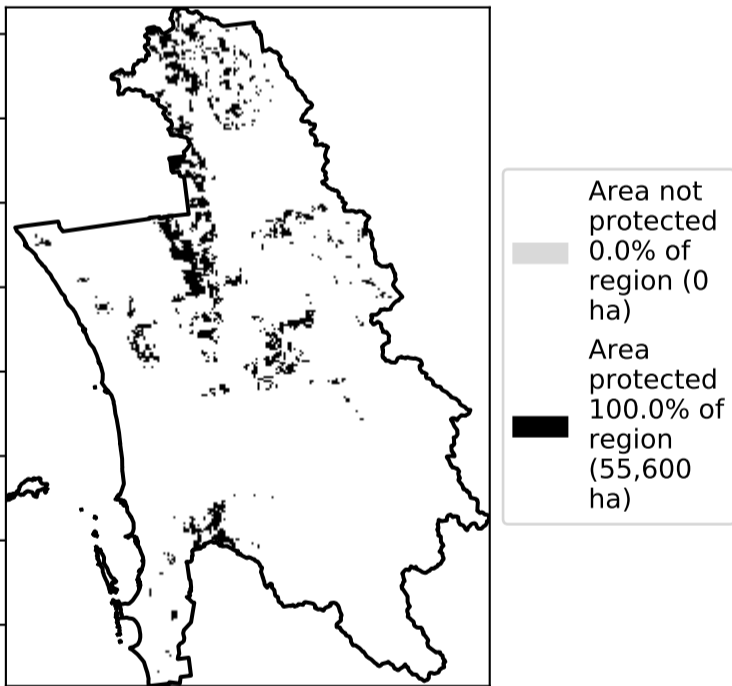 Area not
protected
0.0% of
region (0
ha)
Area
protected
100.0% of
region
(55,600
ha)